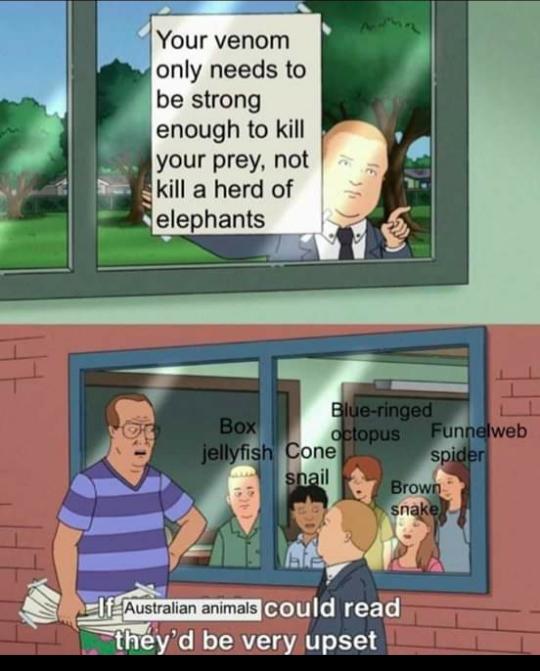 Your venom
only needs to
be strong
enough to kill
your prey, not
kill a herd of
elephants
Box
jellyfish
Cone
snail
Blue-ringed
octopus
Funnelweb
spider
Brown
snake
If Australian animals could read
they'd be very upset